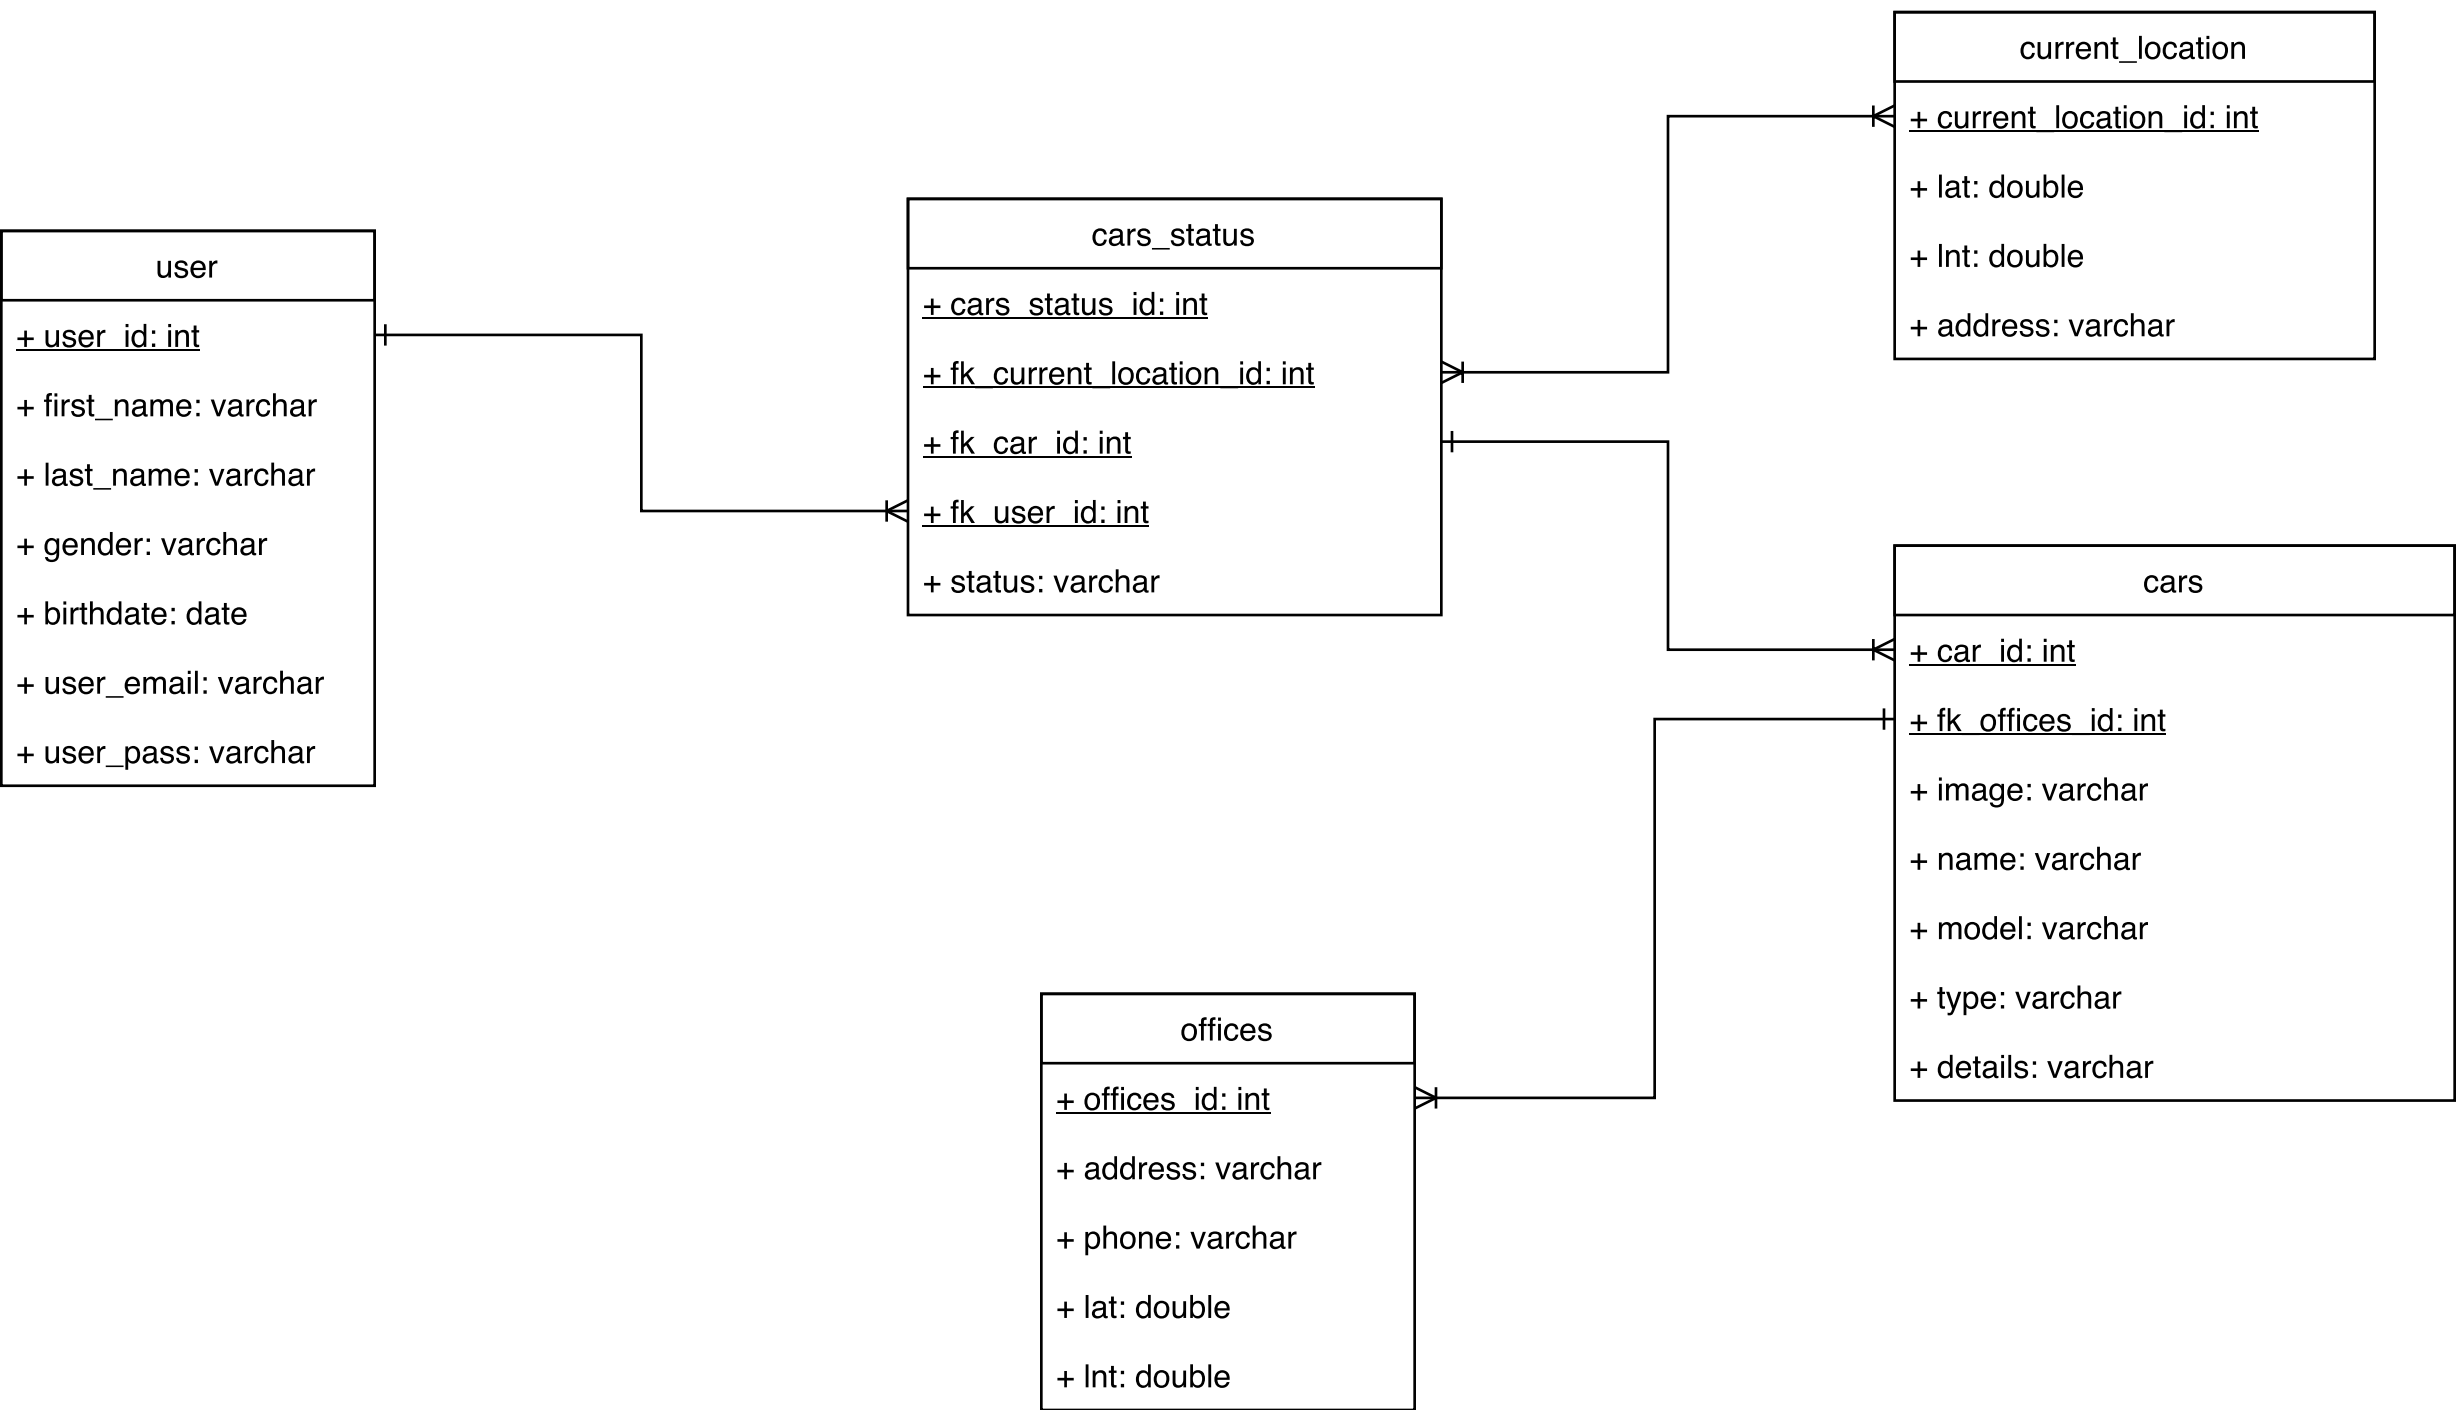 user
+ user_id: int
+ first_name: varchar
+ last_name: varchar
+ gender: varchar
+ birthdate: date
+ user_email: varchar
+ user_pass: varchar
cars_status
+ cars_status_id: int
+ fk_current_location_id: int
+ fk_car_id: int
+ fk_user_id: int
+ status: varchar
current_location
+ current_location_id: int
+ lat: double
+ lnt: double
+ address: varchar
cars
+ car_id: int
+ fk_offices_id: int
+ image: varchar
+ name: varchar
+ model: varchar
+ type: varchar
+ details: varchar
offices
+ offices_id: int
+ address: varchar
+ phone: varchar
+ lat: double
+ lnt: double